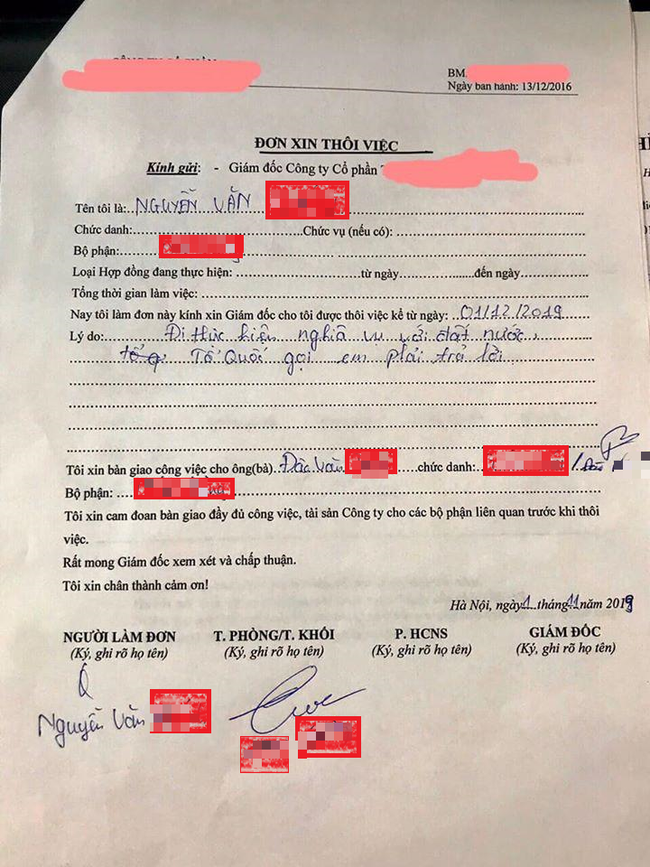 BM
Ngày ban hành: 13/12/2016
ĐƠN XIN THÔI VIỆC
Kính gửi: - Giám đốc Công ty Cổ phần T
Tên tôi là: NGUYỄN VĂN
Chức danh: Chức vụ (nếu có):
Bộ phận:
Loại Hợp đồng đang thực hiện: từ ngày đến ngày
Tổng thời gian làm việc:
Nay tôi làm đơn này kính xin Giám đốc cho tôi được thôi việc kể từ ngày: 01/12/2019
Lý do: Đi thực hiện nghĩa vụ với đất nước,
Tổ Quốc gọi em phải trả lời
Tôi xin bàn giao công việc cho ông(bà) Văn chức danh:
Bộ phận:
Tôi xin cam đoan bàn giao đầy đủ công việc, tài sản Công ty cho các bộ phận liên quan trước khi thôi
việc.
Rất mong Giám đốc xem xét và chấp thuận.
Tôi xin chân thành cảm ơn!
Hà Nội, ngày 1 tháng 11 năm 2019
NGƯỜI LÀM ĐƠN T. PHÒNG/T. KHỐI P. HCNS GIÁM ĐỐC
(Ký, ghi rõ họ tên) (Ký, ghi rõ họ tên) (Ký, ghi rõ họ tên) (Ký, ghi rõ họ tên)
Nguyễn Văn